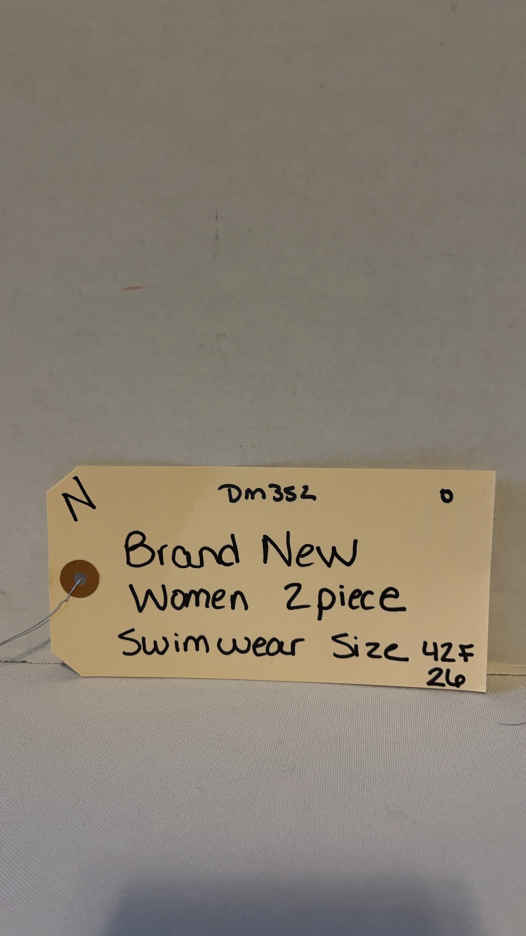 N Dm352 0
Brand New
Women 2piece
Swimwear Size 42F
26